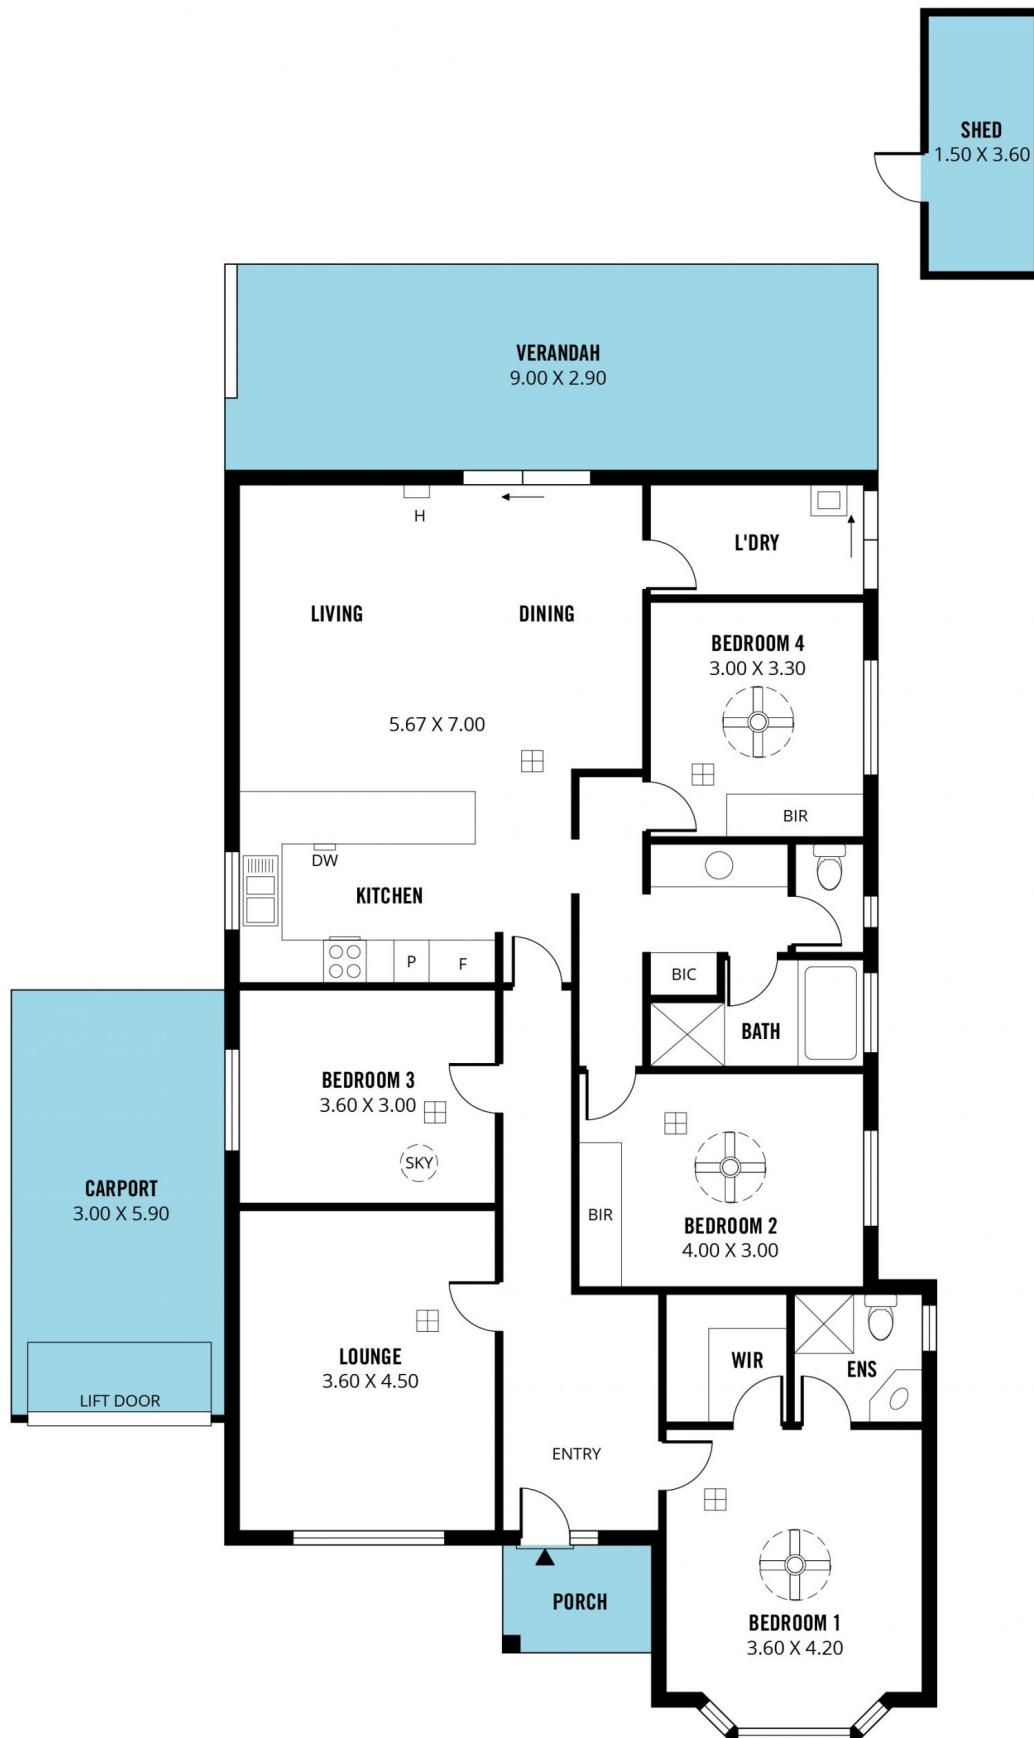 SHED
1.50 X 3.60
VERANDAH
9.00 X 2.90
H
L'DRY
LIVING
DINING
BEDROOM 4
3.00 X 3.30
5.67 X 7.00
BIR
DW
KITCHEN
P
F
BIC
BATH
BEDROOM 3
3.60 X 3.00
SKY
CARPORT
3.00 X 5.90
BIR
BEDROOM 2
4.00 X 3.00
LOUNGE
3.60 X 4.50
WIR
ENS
LIFT DOOR
ENTRY
PORCH
BEDROOM 1
3.60 X 4.20